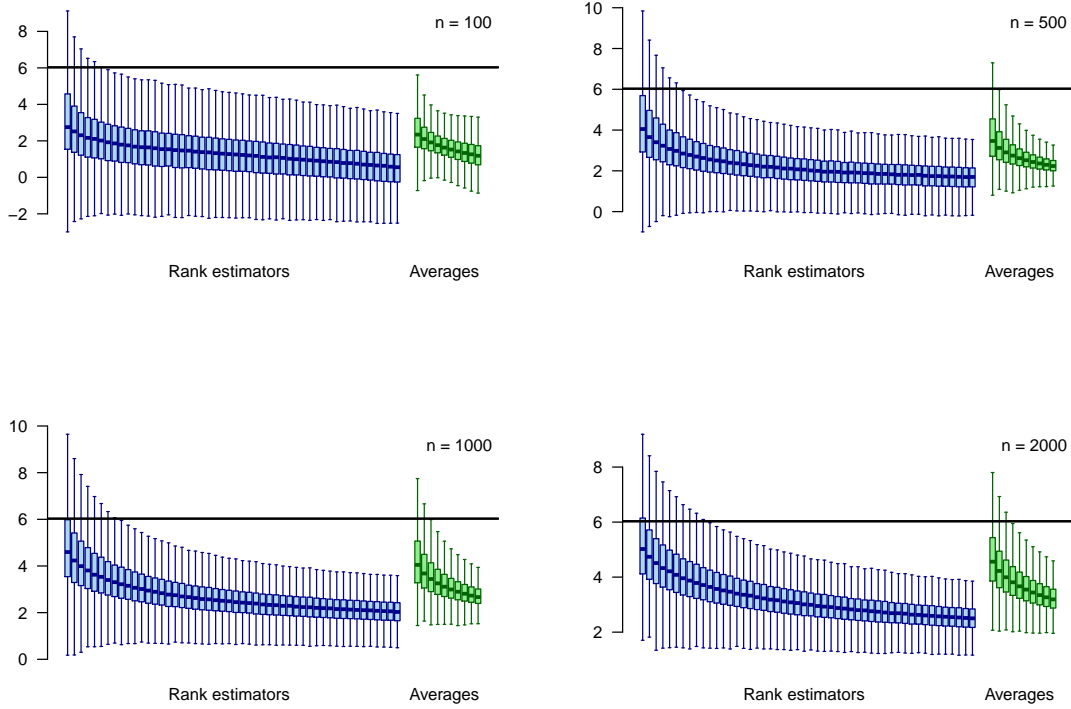 n = 100
8
6
4
2
0
−2
Rank estimators
Averages
n = 500
10
8
6
4
2
0
Rank estimators
Averages
n = 1000
10
8
6
4
2
0
Rank estimators
Averages
n = 2000
8
6
4
2
Rank estimators
Averages